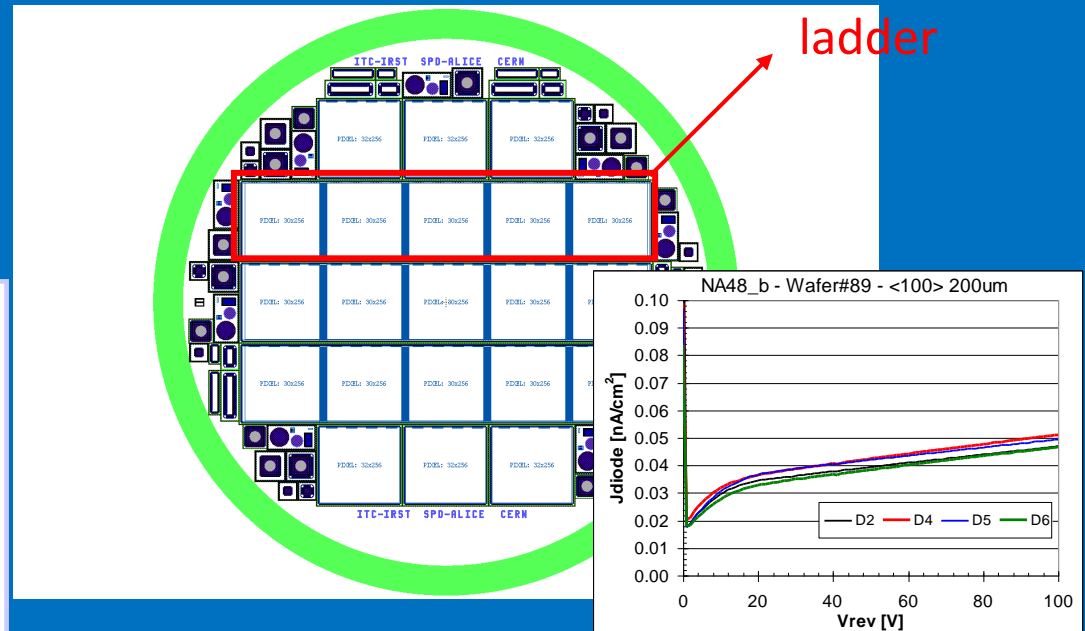 ladder
ITC-IRST SPD-ALICE CERN
PIXEL: 32x256 PIXEL: 32x256 PIXEL: 32x256
PIXEL: 30x256 PIXEL: 30x256 PIXEL: 30x256 PIXEL: 30x256 PIXEL: 30x256
PIXEL: 30x256 PIXEL: 30x256 PIXEL: 30x256 PIXEL: 30x256
PIXEL: 30x256 PIXEL: 30x256 PIXEL: 30x256 PIXEL: 30x256
PIXEL: 32x256 PIXEL: 32x256 PIXEL: 32x256
ITC-IRST SPD-ALICE CERN
NA48_b - Wafer#89 - <100> 200um
Jdiode [nA/cm²]
0.10
0.09
0.08
0.07
0.06
0.05
0.04
0.03
0.02
0.01
0.00
D2 D4 D5 D6
0 20 40 60 80 100
Vrev [V]